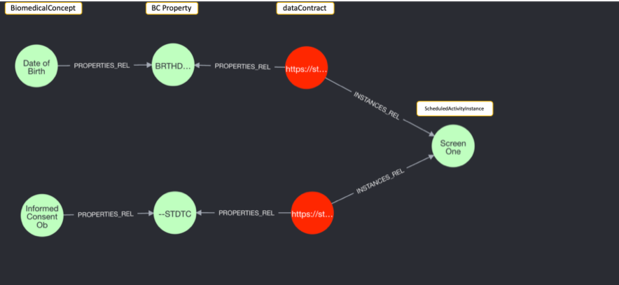 BiomedicalConcept
BC Property
dataContract
Date of
Birth
PROPERTIES_REL
BRTHD...
PROPERTIES_REL
https://st...
INSTANCES_REL
ScheduledActivityInstance
Screen
One
INSTANCES_REL
Informed
Consent
Ob
PROPERTIES_REL
--STDTC
PROPERTIES_REL
https://st...